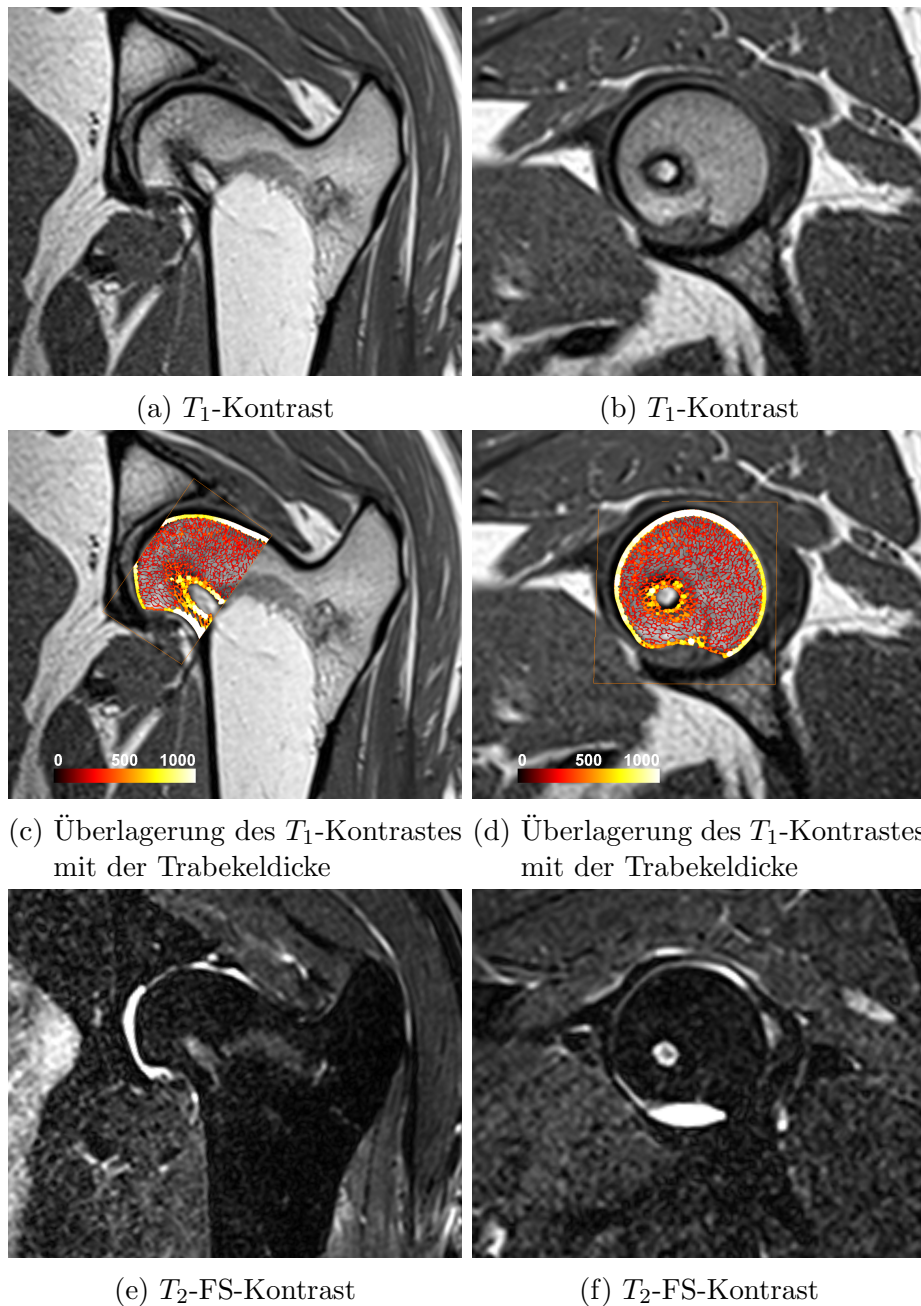 (a) T₁-Kontrast
(b) T₁-Kontrast
0 500 1000
0 500 1000
(c) Überlagerung des T₁-Kontrastes
mit der Trabekeldicke
(d) Überlagerung des T₁-Kontrastes
mit der Trabekeldicke
(e) T₂-FS-Kontrast
(f) T₂-FS-Kontrast